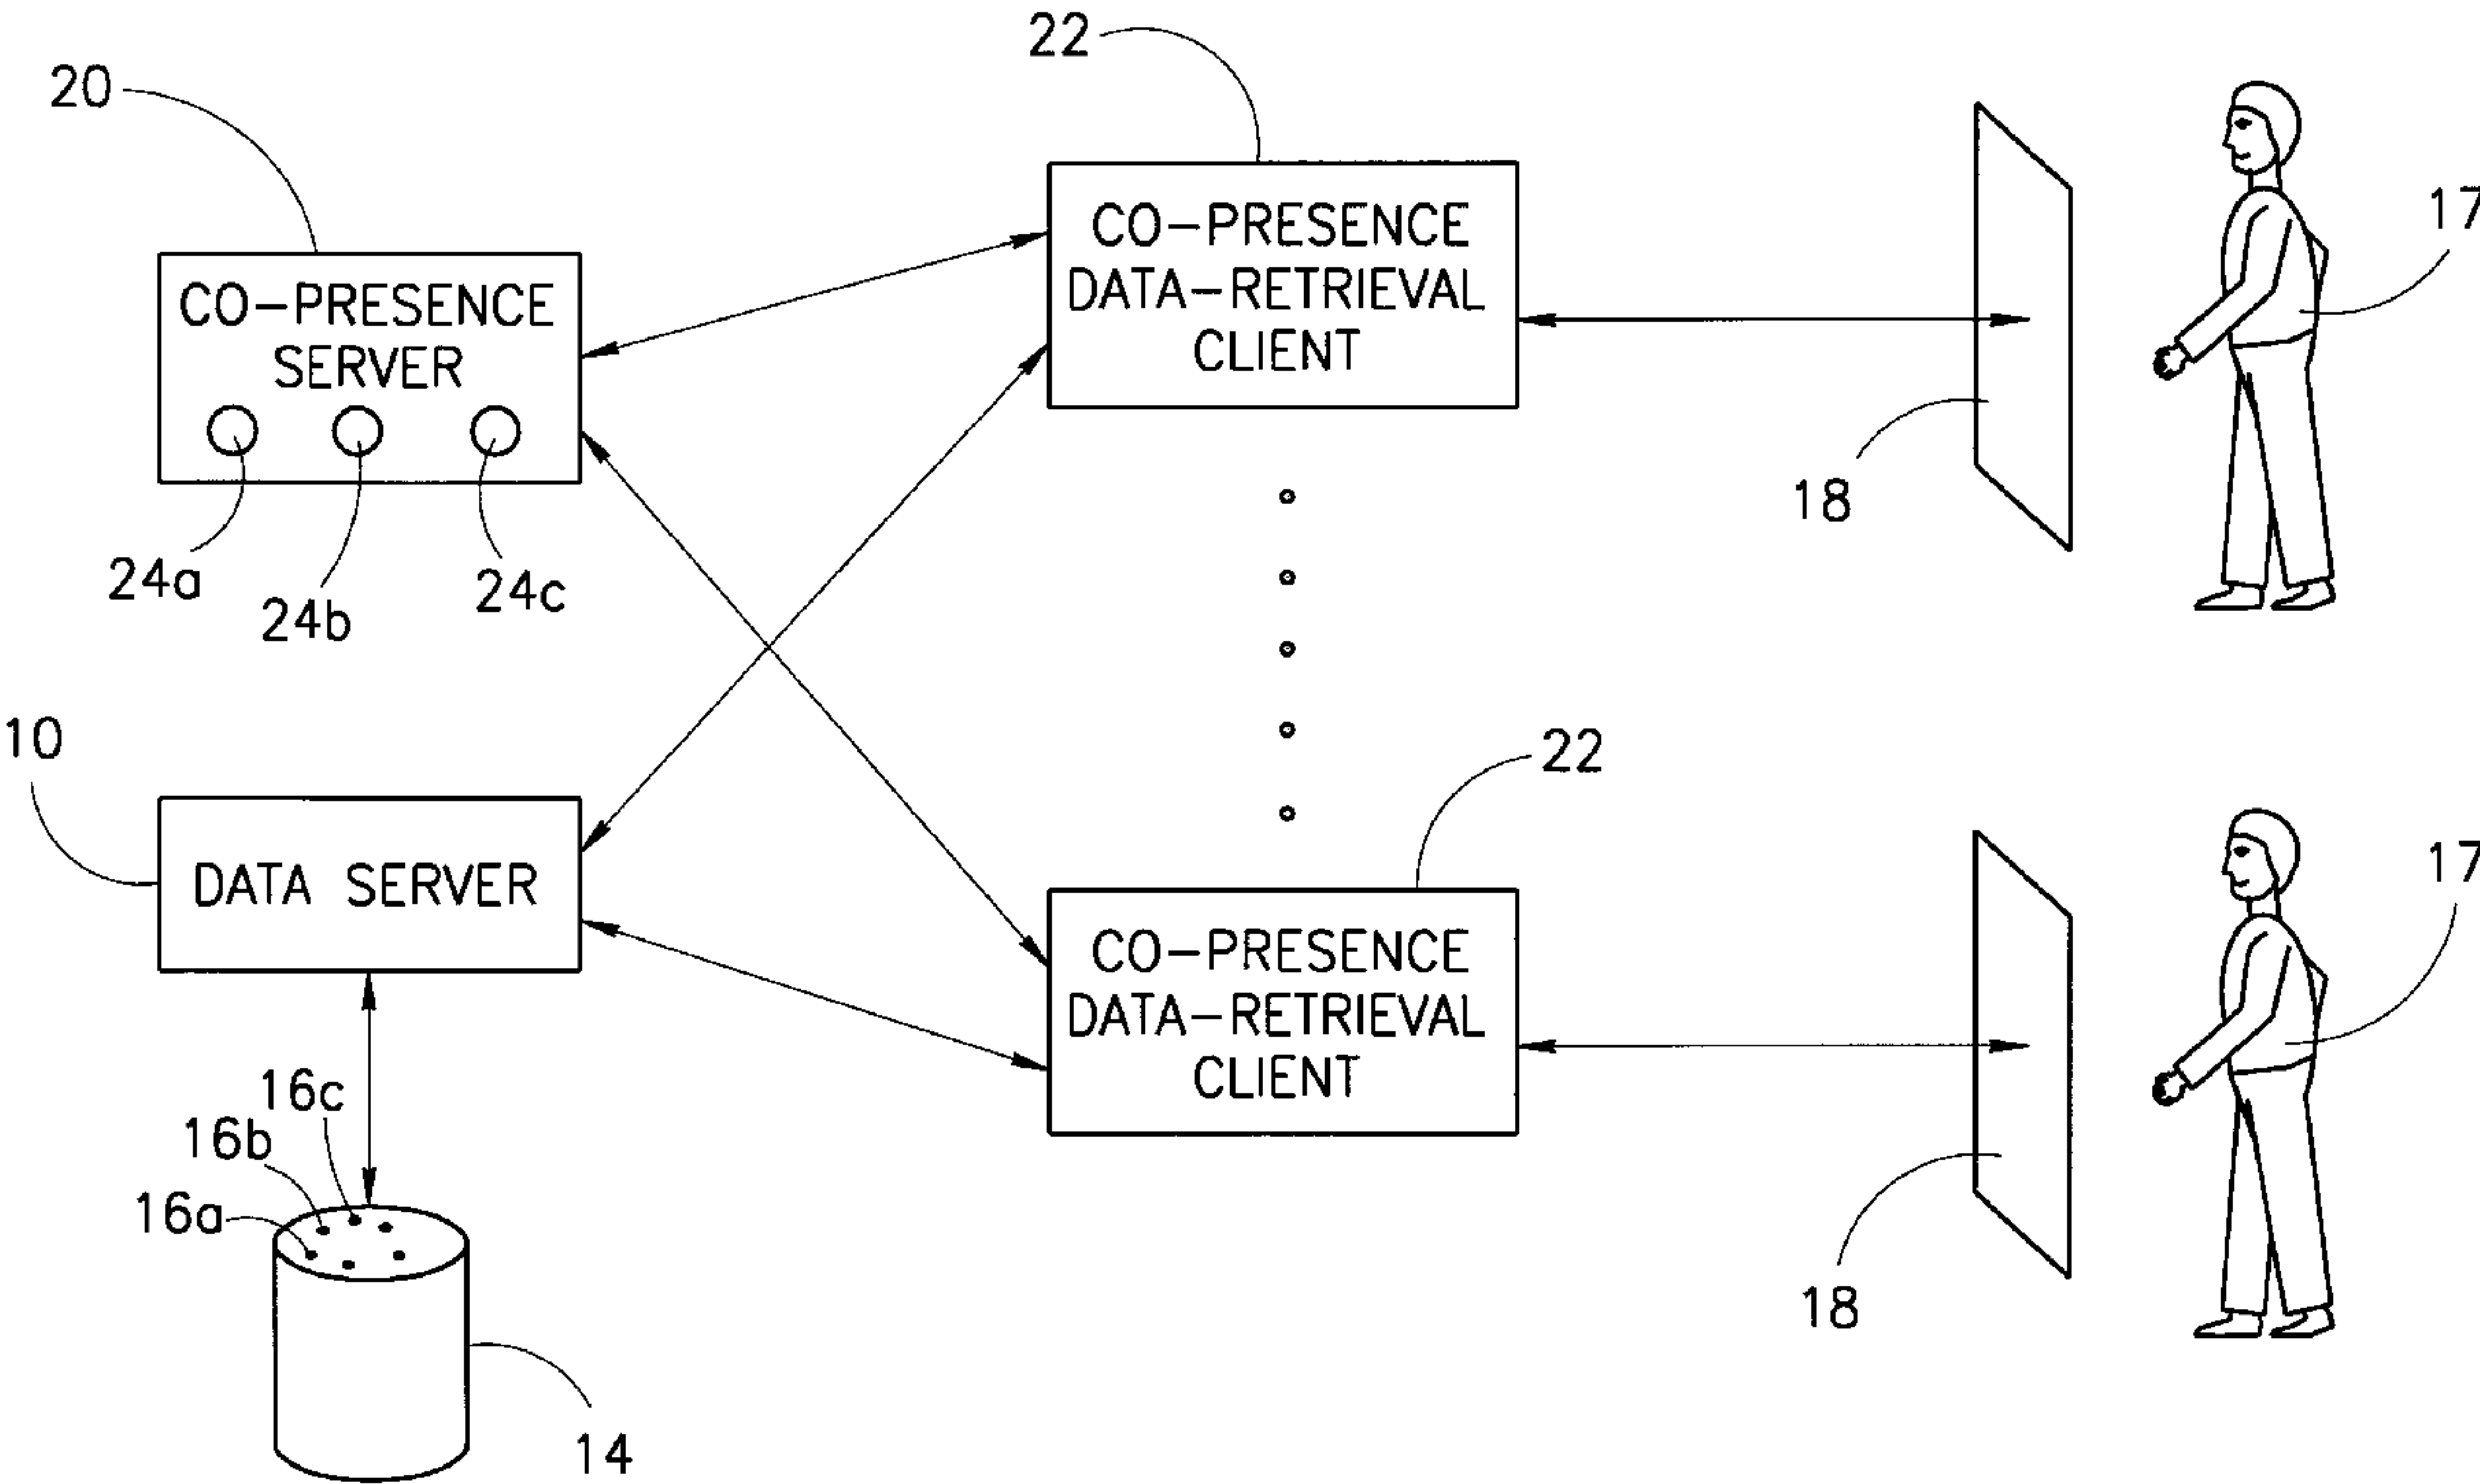 22
20
CO-PRESENCE
DATA-RETRIEVAL
CLIENT
17
CO-PRESENCE
SERVER
18
24a
24b
24c
10
22
DATA SERVER
17
CO-PRESENCE
DATA-RETRIEVAL
CLIENT
16c
16b
16a
18
14